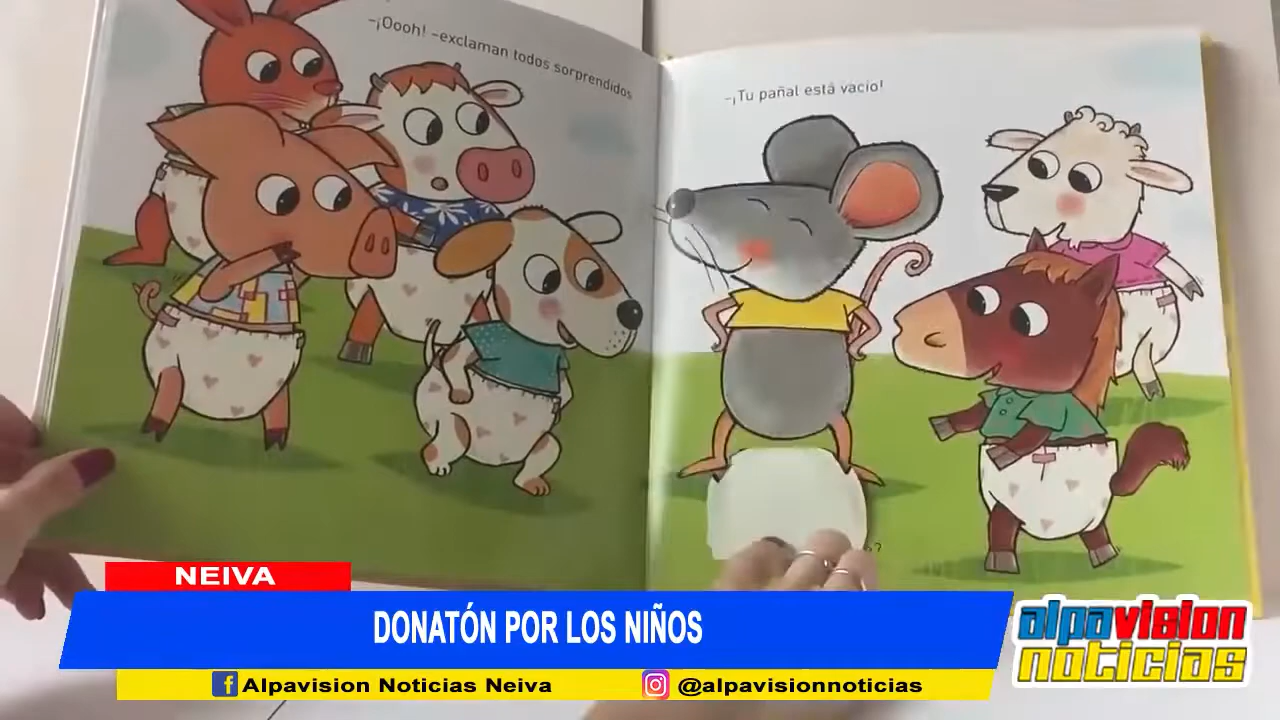 –¡Oooh! –exclaman todos sorprendidos
–¡Tu pañal está vacío!
?
NEIVA
DONATÓN POR LOS NIÑOS
alpavision
noticias
Alpavision Noticias Neiva
@alpavisionnoticias